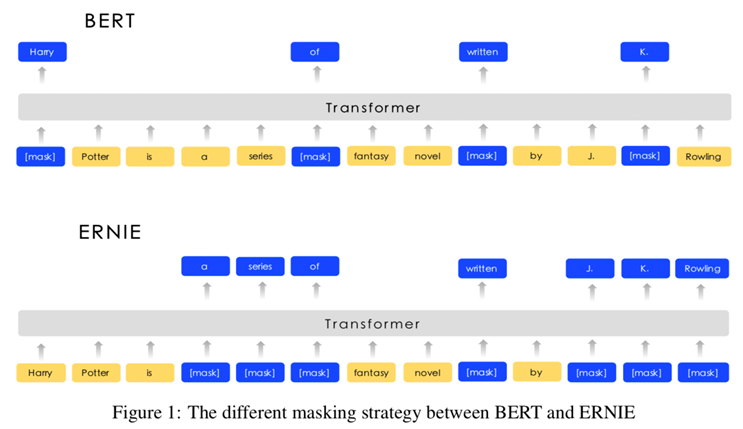 BERT
Harry of written K.
Transformer
[mask] Potter is a series [mask] fantasy novel [mask] by J. [mask] Rowling
ERNIE
a series of written J. K. Rowling
Transformer
Harry Potter is [mask] [mask] [mask] fantasy novel [mask] by [mask] [mask] [mask]
Figure 1: The different masking strategy between BERT and ERNIE